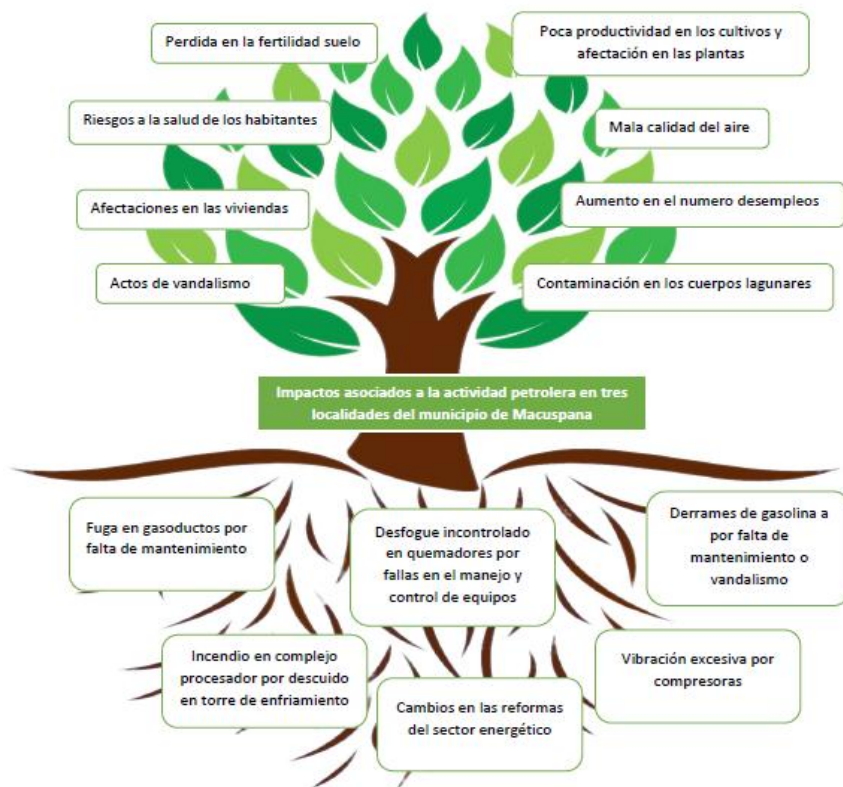 Perdida en la fertilidad suelo
Poca productividad en los cultivos y
afectación en las plantas
Riesgos a la salud de los habitantes
Mala calidad del aire
Afectaciones en las viviendas
Aumento en el numero desempleos
Actos de vandalismo
Contaminación en los cuerpos lagunares
Impactos asociados a la actividad petrolera en tres
localidades del municipio de Macuspana
Fuga en gasoductos por
falta de mantenimiento
Desfogue incontrolado
en quemadores por
fallas en el manejo y
control de equipos
Derrames de gasolina a
por falta de
mantenimiento o
vandalismo
Incendio en complejo
procesador por descuido
en torre de enfriamiento
Cambios en las reformas
del sector energético
Vibración excesiva por
compresoras